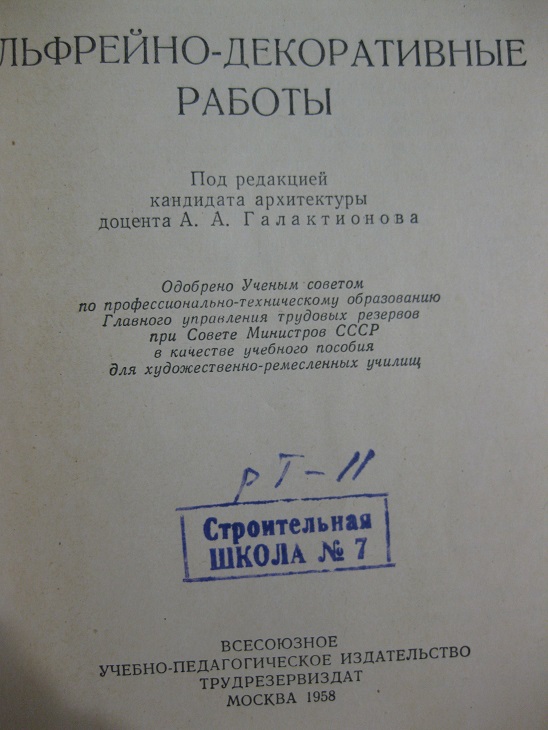 ЛЬФРЕЙНО-ДЕКОРАТИВНЫЕ
РАБОТЫ
Под редакцией
кандидата архитектуры
доцента А. А. Галактионова
Одобрено Ученым советом
по профессионально-техническому образованию
Главного управления трудовых резервов
при Совете Министров СССР
в качестве учебного пособия
для художественно-ремесленных училищ
рТ-11
Строительная
ШКОЛА № 7
ВСЕСОЮЗНОЕ
УЧЕБНО-ПЕДАГОГИЧЕСКОЕ ИЗДАТЕЛЬСТВО
ТРУДРЕЗЕРВИЗДАТ
МОСКВА 1958